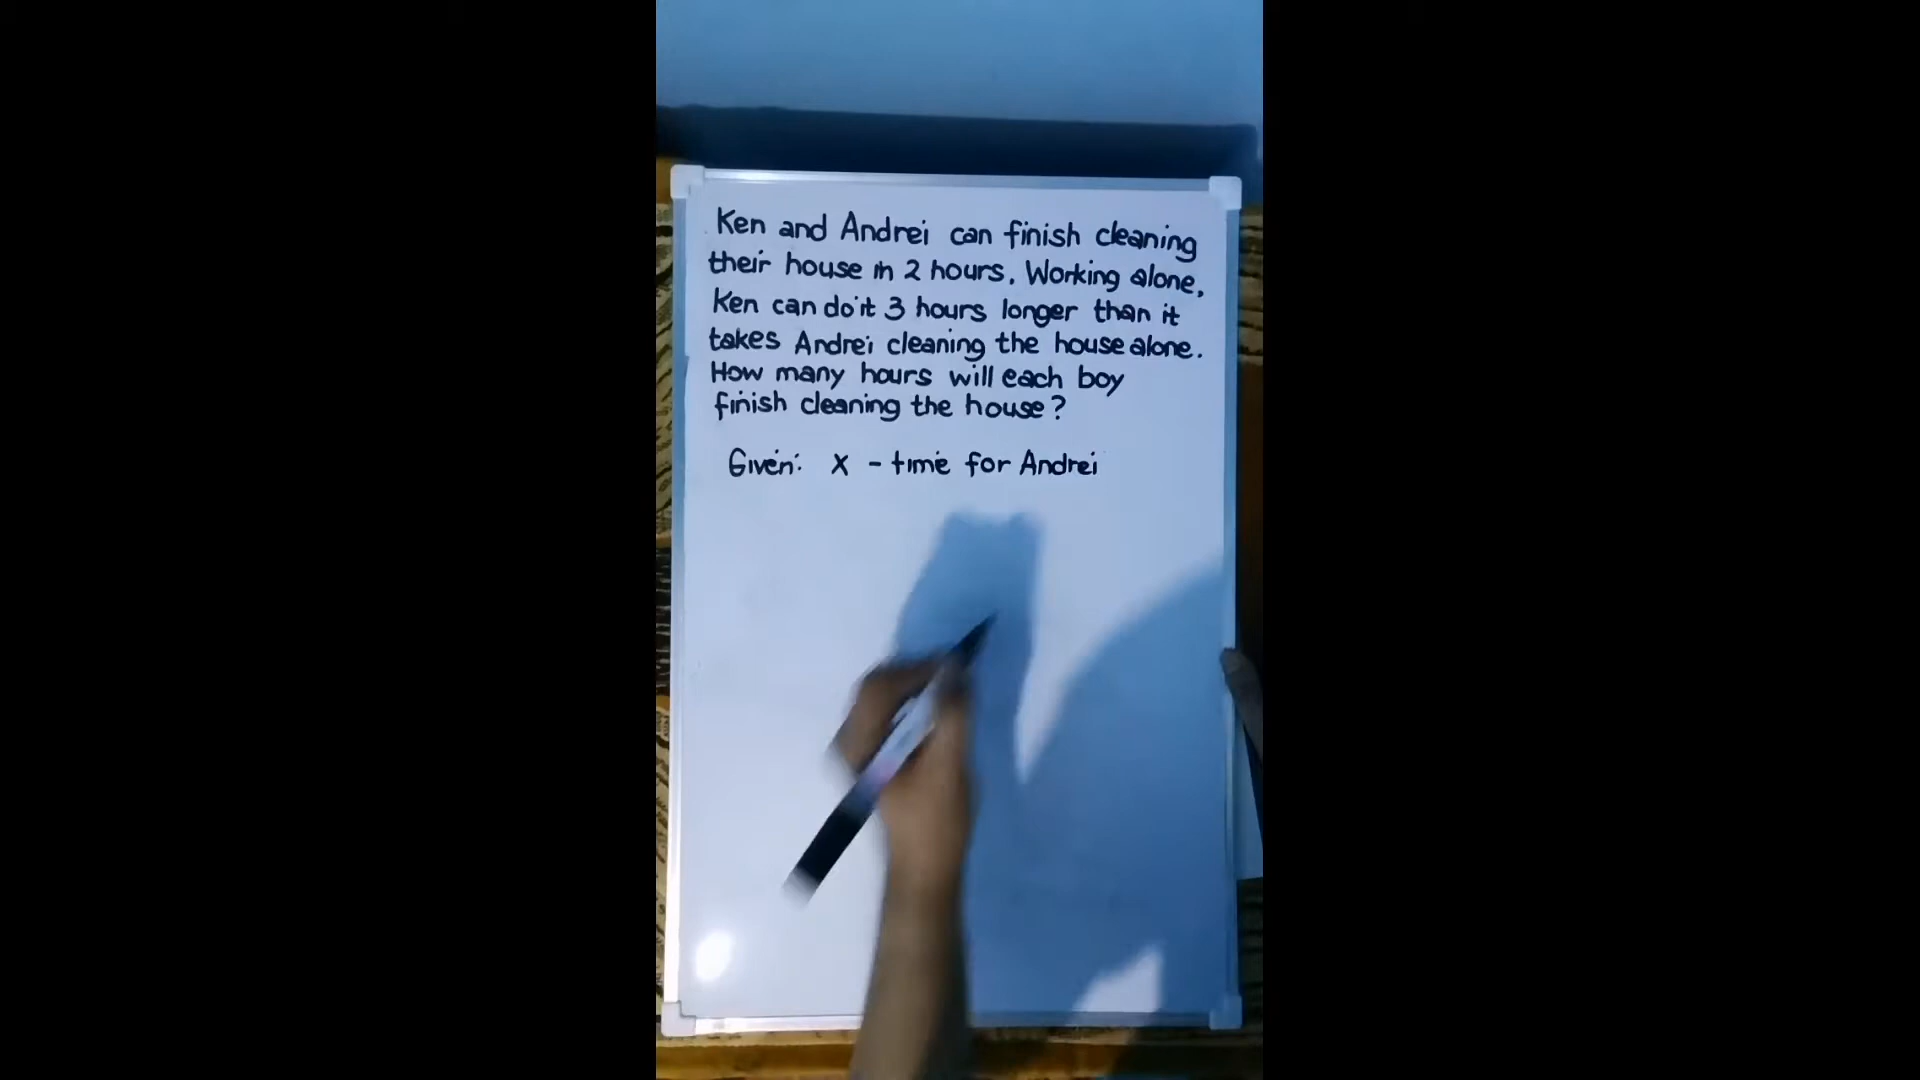 Ken and Andrei can finish cleaning
their house in 2 hours. Working alone,
Ken can do it 3 hours longer than it
takes Andrei cleaning the house alone.
How many hours will each boy
finish cleaning the house?
Given: x - time for Andrei